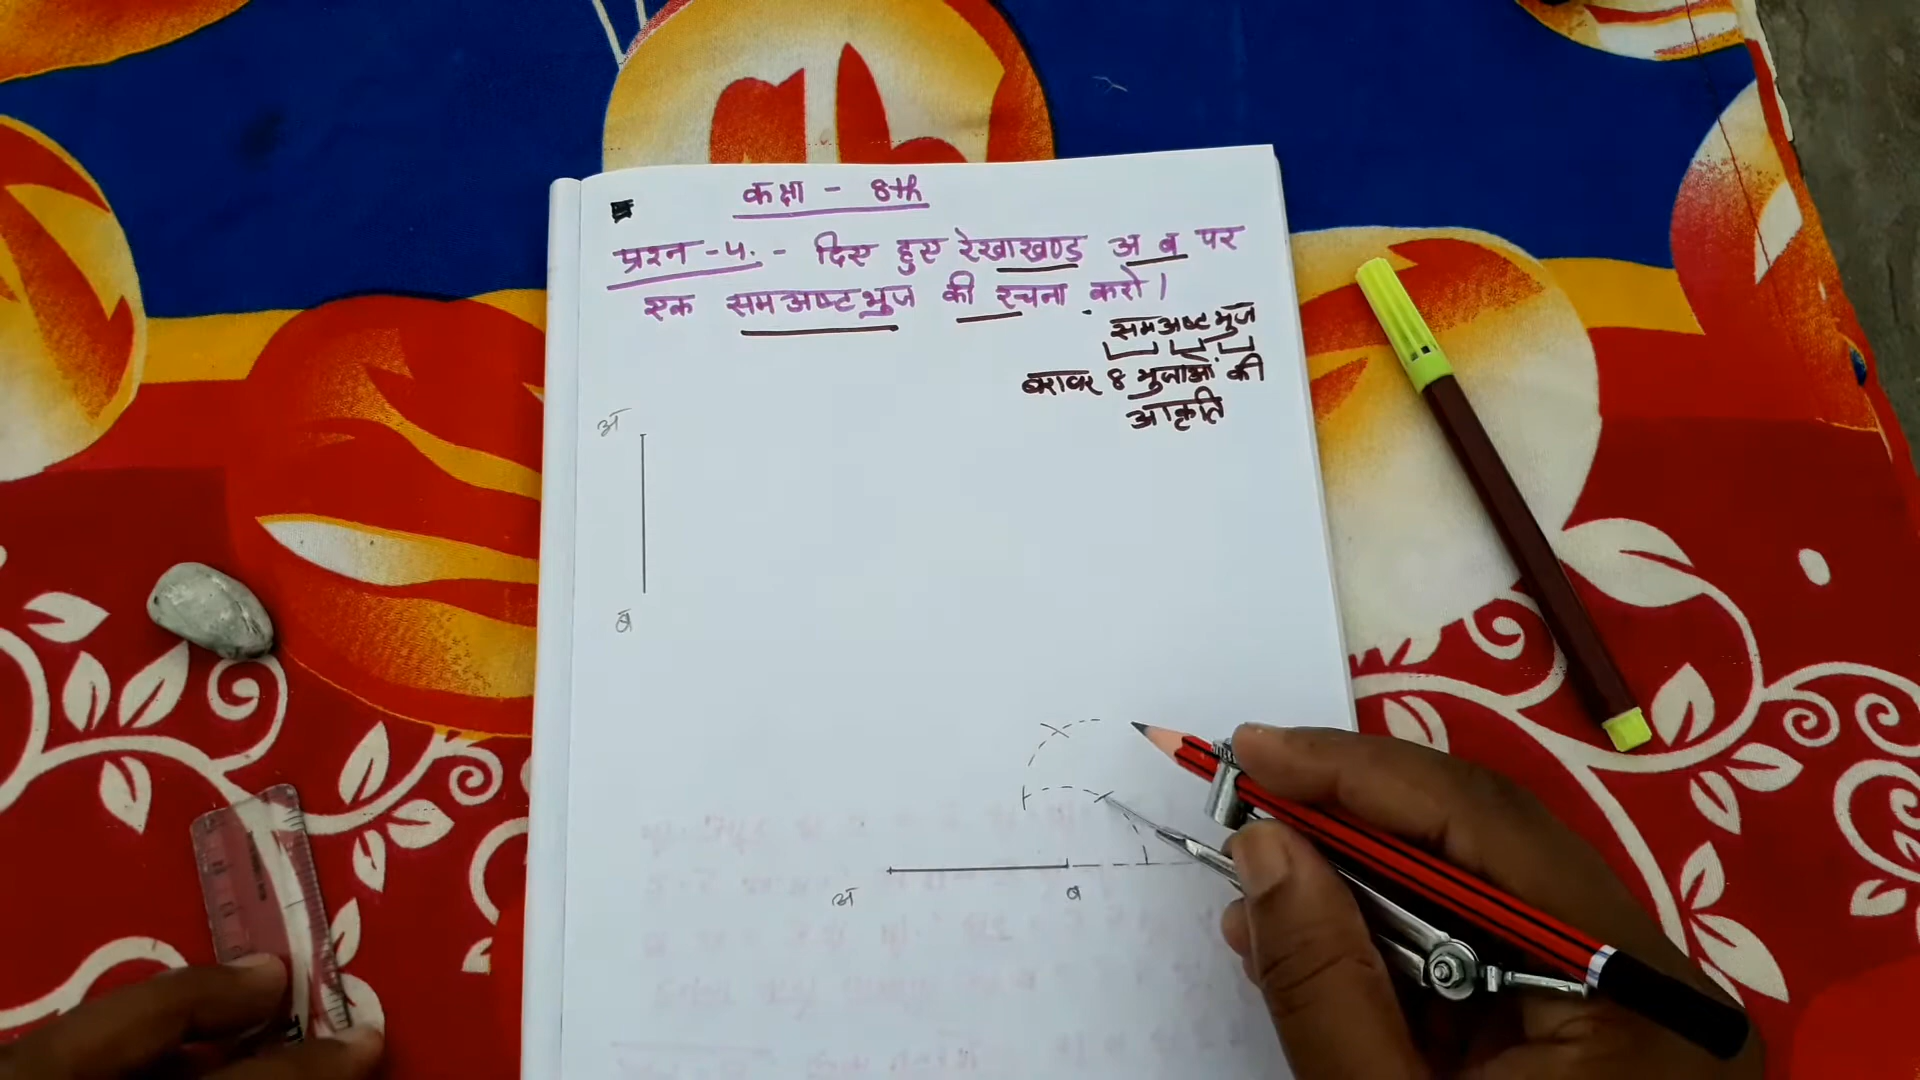 कक्षा - 8th
प्रश्न -५. - दिए हुए रेखाखण्ड अ ब पर
एक समअष्टभुज की रचना करो।
समअष्टभुज
बराबर 8 भुजाओं की
आकृति
अ
ब
अ
ब